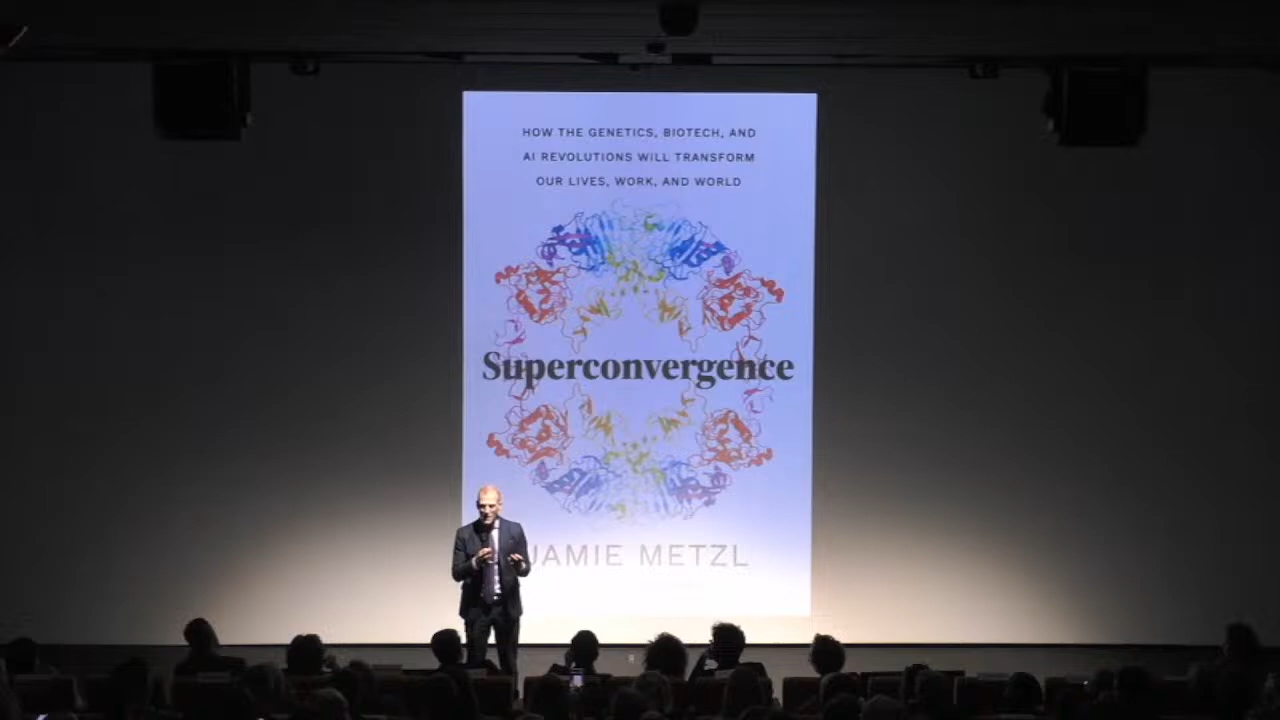 HOW THE GENETICS, BIOTECH, AND
AI REVOLUTIONS WILL TRANSFORM
OUR LIVES, WORK, AND WORLD
Superconvergence
JAMIE METZL